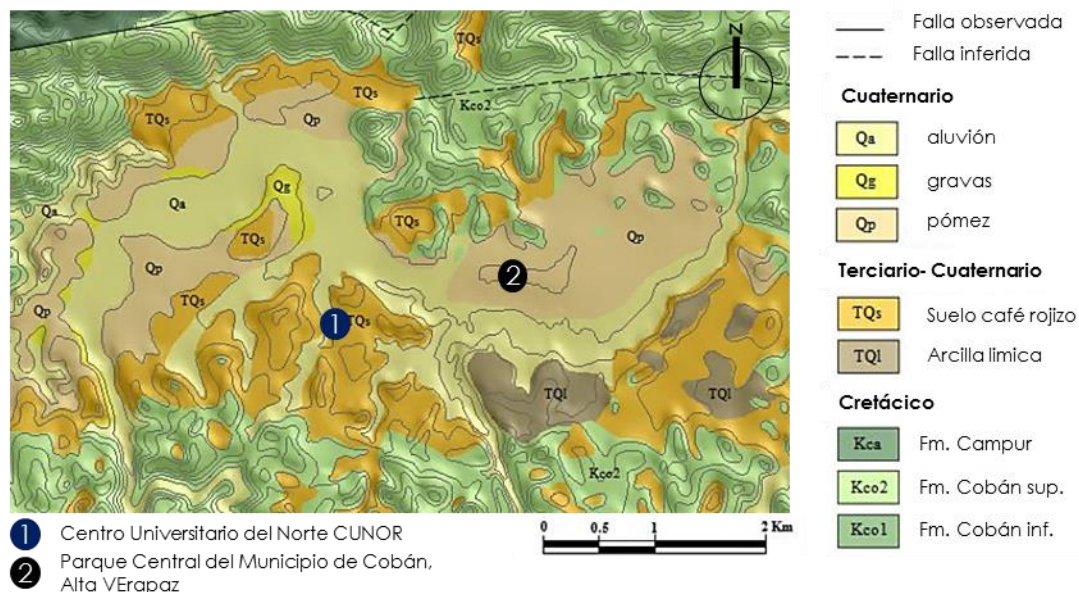 TQs
N
Falla observada
Falla inferida
Kco2
TQs
TQs
Qp
Cuaternario
Qa
aluvión
Qg
Qg
gravas
Qa
Qa
TQs
Qp
pómez
TQs
Qp
Qp
Terciario- Cuaternario
2
Qp
TQs
TQs
Suelo café rojizo
1
TQs
TQl
Arcilla limica
TQl
TQl
Cretácico
Kca
Fm. Campur
Kco2
Kco2
Fm. Cobán sup.
Kco1
Fm. Cobán inf.
1
Centro Universitario del Norte CUNOR
0 0.5 1 2 Km
2
Parque Central del Municipio de Cobán,
Alta VErapaz